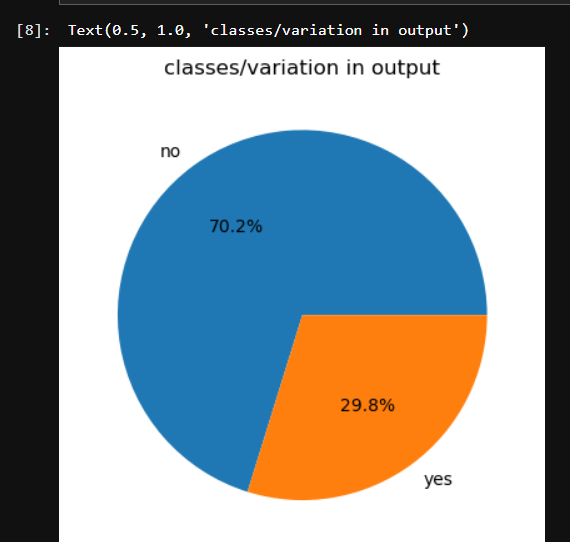 [8]: Text(0.5, 1.0, 'classes/variation in output')
classes/variation in output
no
70.2%
29.8%
yes